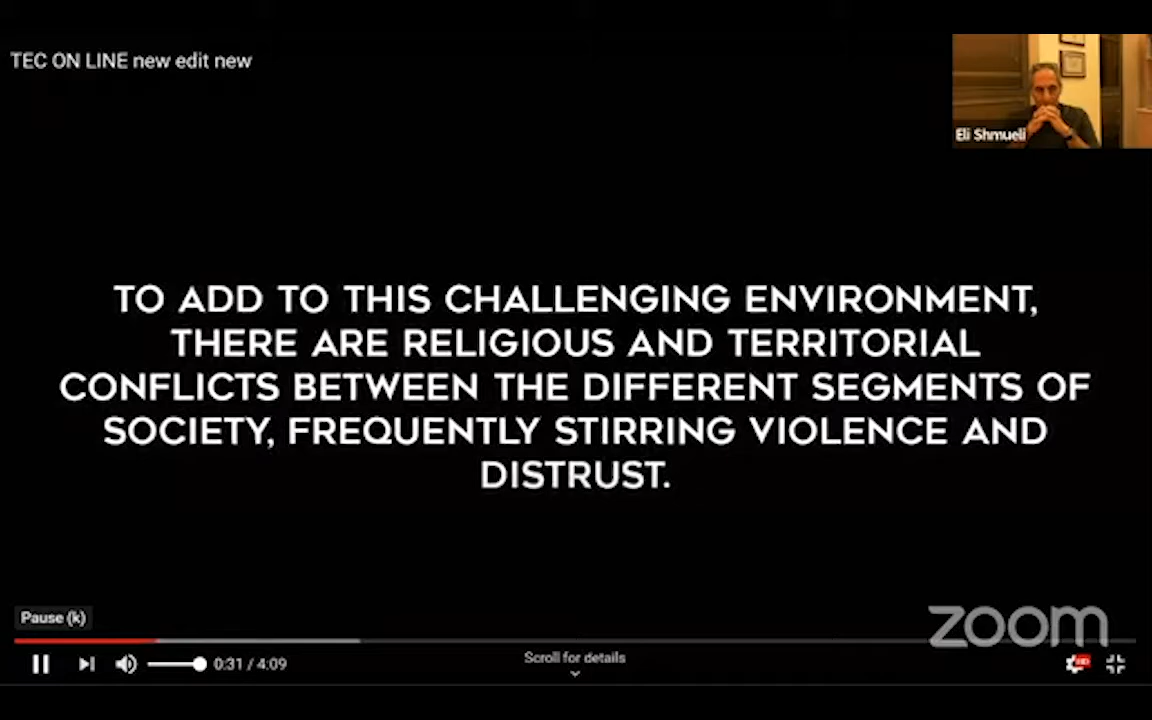 TEC ON LINE new edit new
Eli Shmueli
TO ADD TO THIS CHALLENGING ENVIRONMENT,
THERE ARE RELIGIOUS AND TERRITORIAL
CONFLICTS BETWEEN THE DIFFERENT SEGMENTS OF
SOCIETY, FREQUENTLY STIRRING VIOLENCE AND
DISTRUST.
Pause (k)
zoom
0:31 / 4:09
Scroll for details
HD